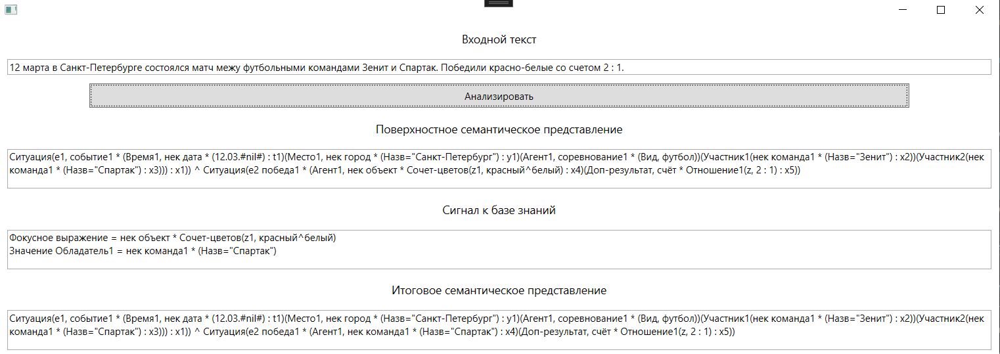 Входной текст
12 марта в Санкт-Петербурге состоялся матч межу футбольными командами Зенит и Спартак. Победили красно-белые со счетом 2 : 1.
Анализировать
Поверхностное семантическое представление
Ситуация(e1, событие1 * (Время1, нек дата * (12.03.#nil#) : t1)(Место1, нек город * (Назв="Санкт-Петербург") : y1)(Агент1, соревнование1 * (Вид, футбол))(Участник1(нек команда1 * (Назв="Зенит") : x2))(Участник2(нек
команда1 * (Назв="Спартак") : x3))) : x1)) ^ Ситуация(e2 победа1 * (Агент1, нек объект * Сочет-цветов(z1, красный^белый) : x4)(Доп-результат, счёт * Отношение1(z, 2 : 1) : x5))
Сигнал к базе знаний
Фокусное выражение = нек объект * Сочет-цветов(z1, красный^белый)
Значение Обладатель1 = нек команда1 * (Назв="Спартак")
Итоговое семантическое представление
Ситуация(e1, событие1 * (Время1, нек дата * (12.03.#nil#) : t1)(Место1, нек город * (Назв="Санкт-Петербург") : y1)(Агент1, соревнование1 * (Вид, футбол))(Участник1(нек команда1 * (Назв="Зенит") : x2))(Участник2(нек
команда1 * (Назв="Спартак") : x3))) : x1)) ^ Ситуация(e2 победа1 * (Агент1, нек команда1 * (Назв="Спартак") : x4)(Доп-результат, счёт * Отношение1(z, 2 : 1) : x5))